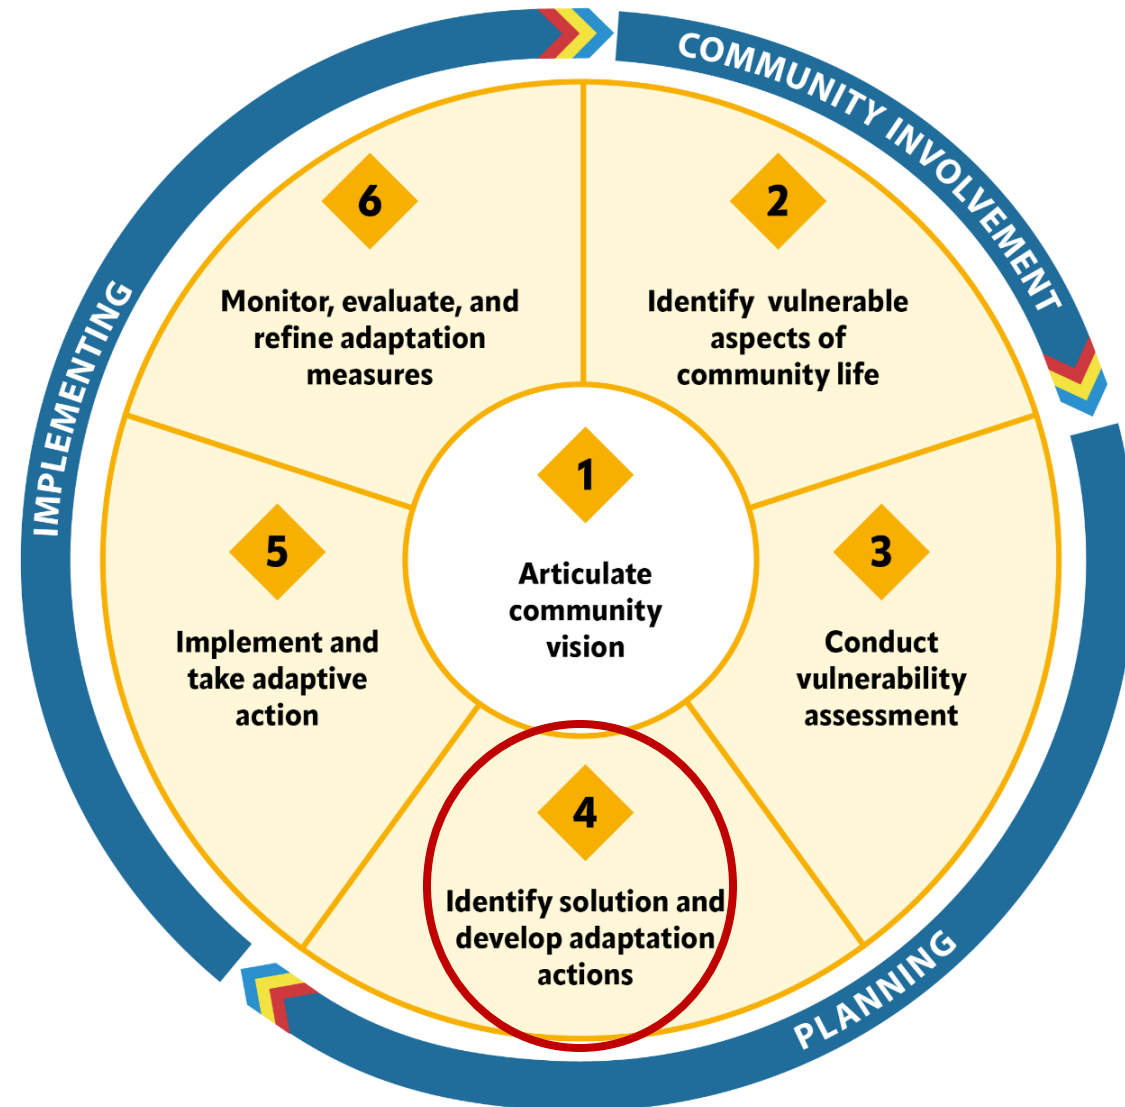 COMMUNITY INVOLVEMENT
PLANNING
IMPLEMENTING
1
Articulate
community
vision
2
Identify vulnerable
aspects of
community life
3
Conduct
vulnerability
assessment
4
Identify solution and
develop adaptation
actions
5
Implement and
take adaptive
action
6
Monitor, evaluate, and
refine adaptation
measures